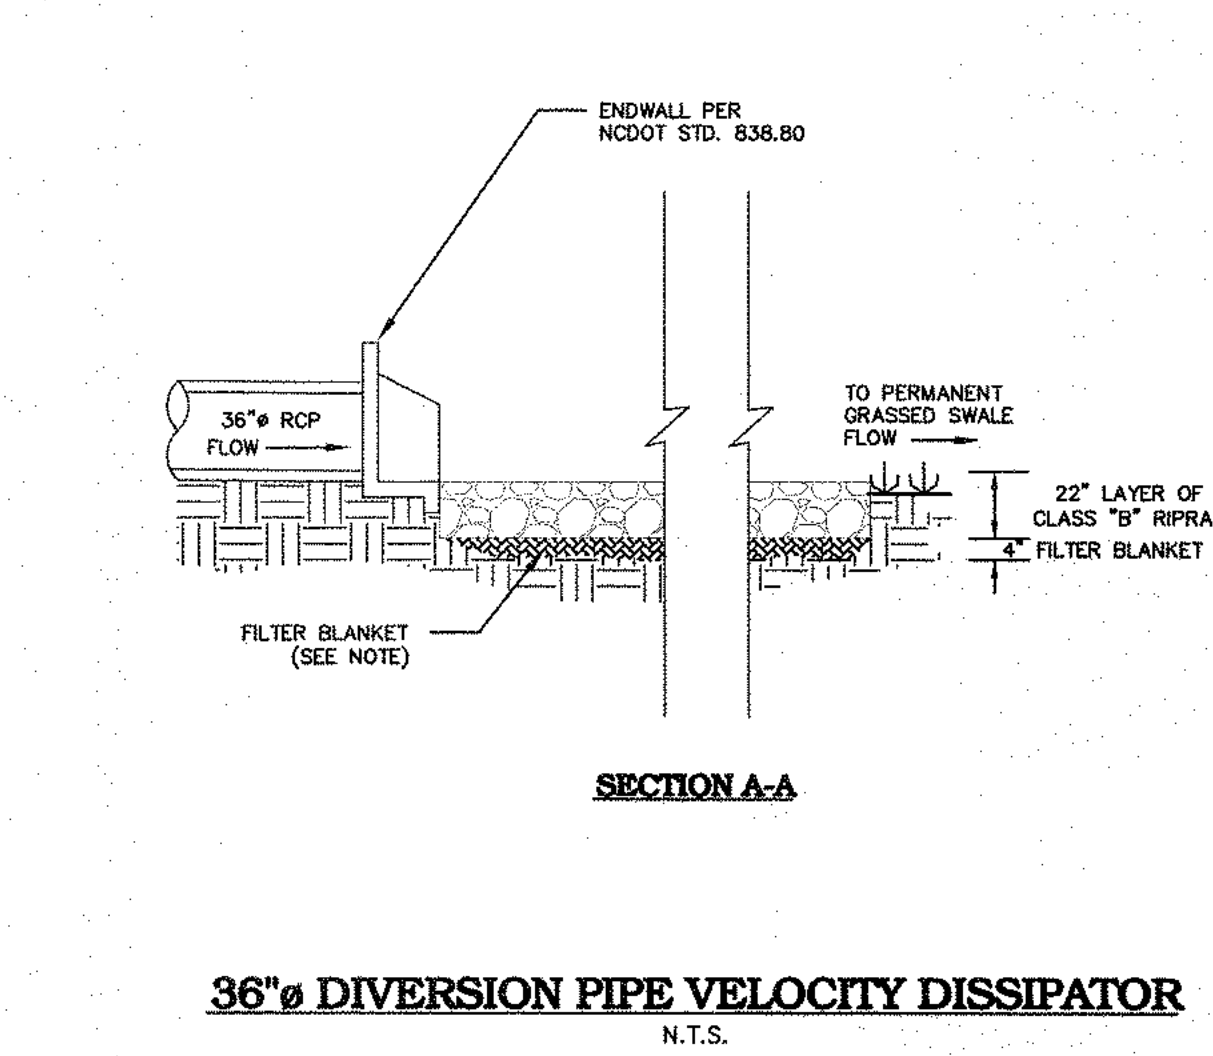 ENDWALL PER
NCDOT STD. 838.80
TO PERMANENT
GRASSED SWALE
FLOW
36"ø RCP
FLOW
22" LAYER OF
CLASS "B" RIPRA
4" FILTER BLANKET
FILTER BLANKET
(SEE NOTE)
SECTION A-A
36"ø DIVERSION PIPE VELOCITY DISSIPATOR
N.T.S.